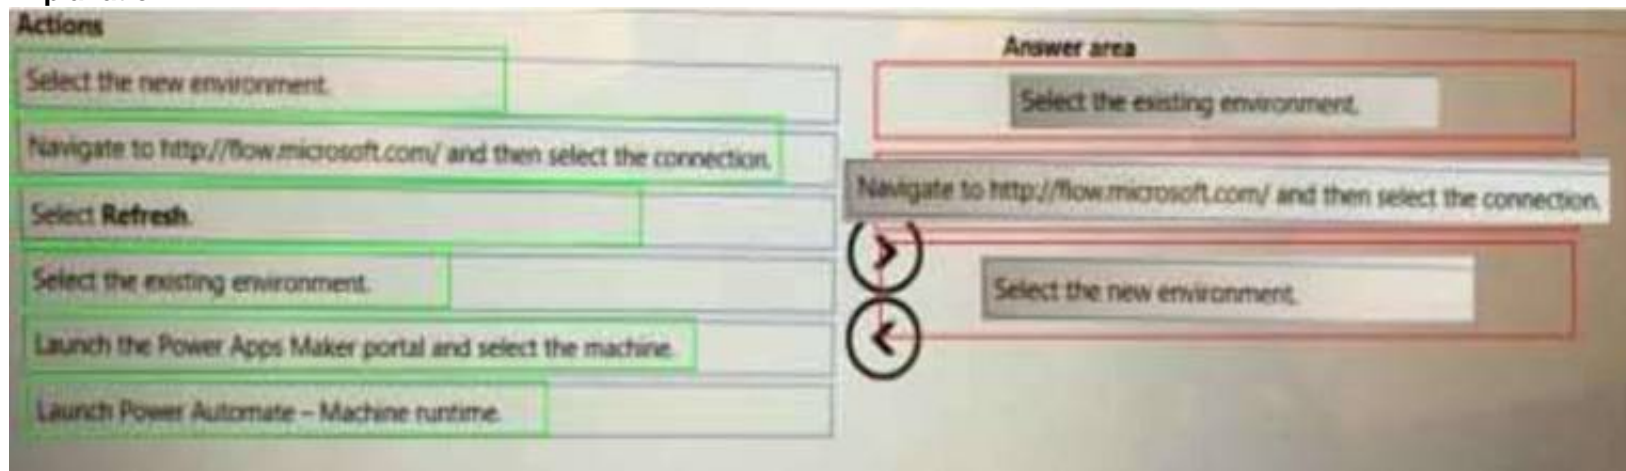 Actions
Select the new environment.
Navigate to http://flow.microsoft.com/ and then select the connection.
Select Refresh.
Select the existing environment.
Launch the Power Apps Maker portal and select the machine.
Launch Power Automate – Machine runtime.
Answer area
Select the existing environment.
Navigate to http://flow.microsoft.com/ and then select the connection.
Select the new environment.